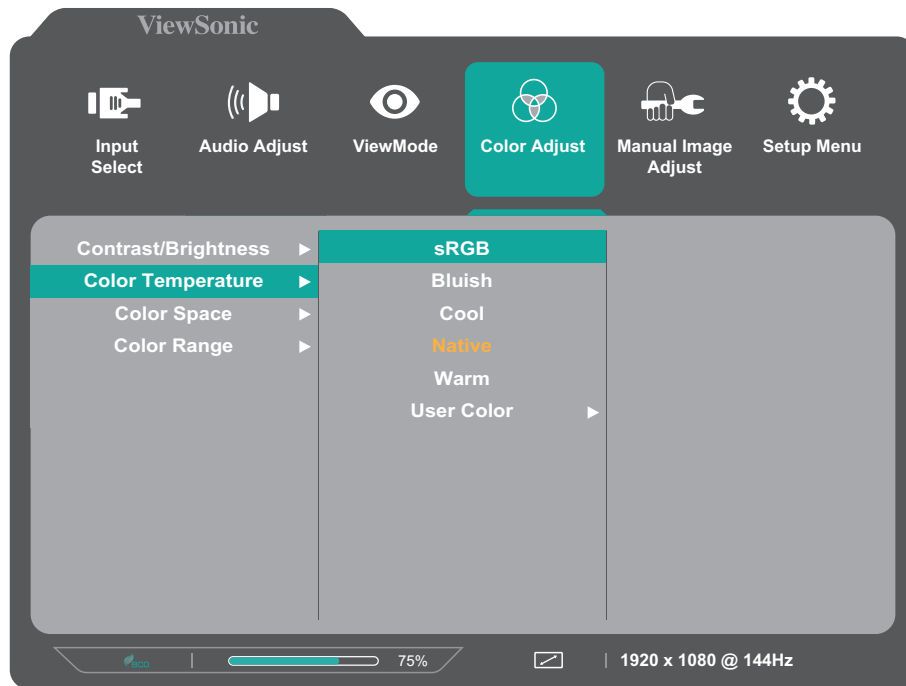 ViewSonic
Input
Select
Audio Adjust
ViewMode
Color Adjust
Manual Image
Adjust
Setup Menu
Contrast/Brightness
Color Temperature
Color Space
Color Range
sRGB
Bluish
Cool
Native
Warm
User Color
eco
75%
1920 x 1080 @ 144Hz